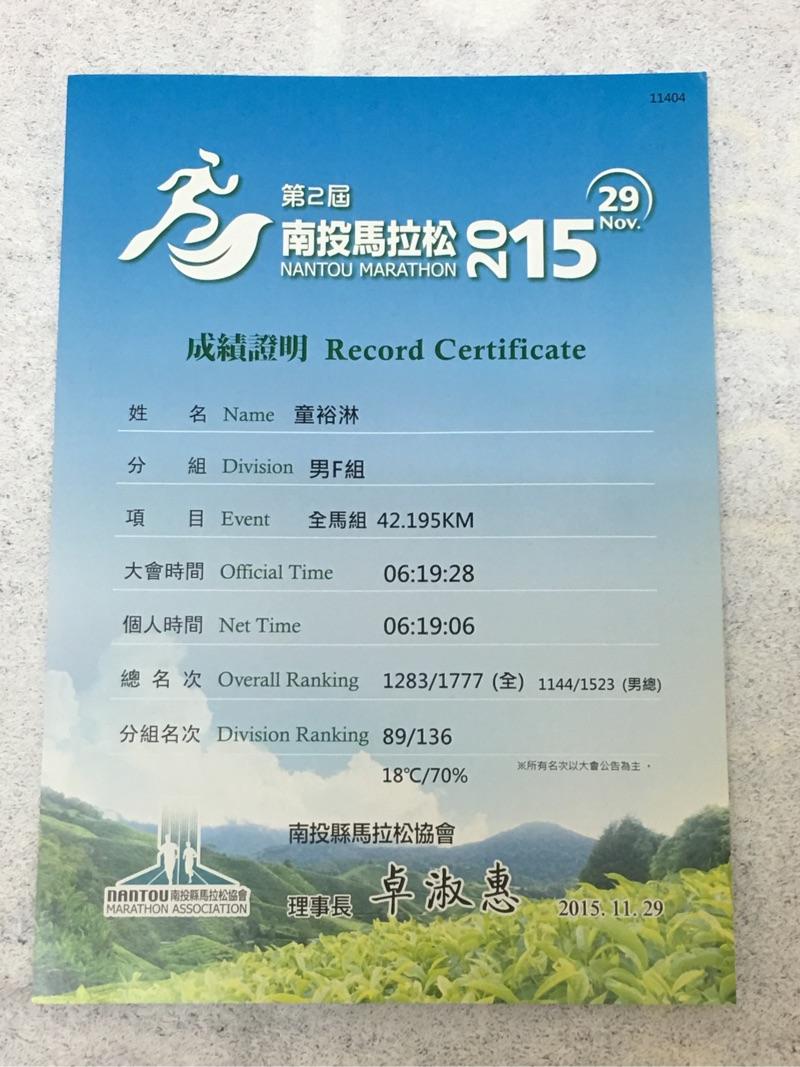 11404
第2屆
南投馬拉松
NANTOU MARATHON
2015
29
Nov.
成績證明 Record Certificate
姓 名 Name 童裕淋
分 組 Division 男F組
項 目 Event 全馬組 42.195KM
大會時間 Official Time 06:19:28
個人時間 Net Time 06:19:06
總 名 次 Overall Ranking 1283/1777 (全) 1144/1523 (男總)
分組名次 Division Ranking 89/136
18℃/70% ※所有名次以大會公告為主。
南投縣馬拉松協會
NANTOU 南投縣馬拉松協會
MARATHON ASSOCIATION
理事長 卓淑惠 2015. 11. 29